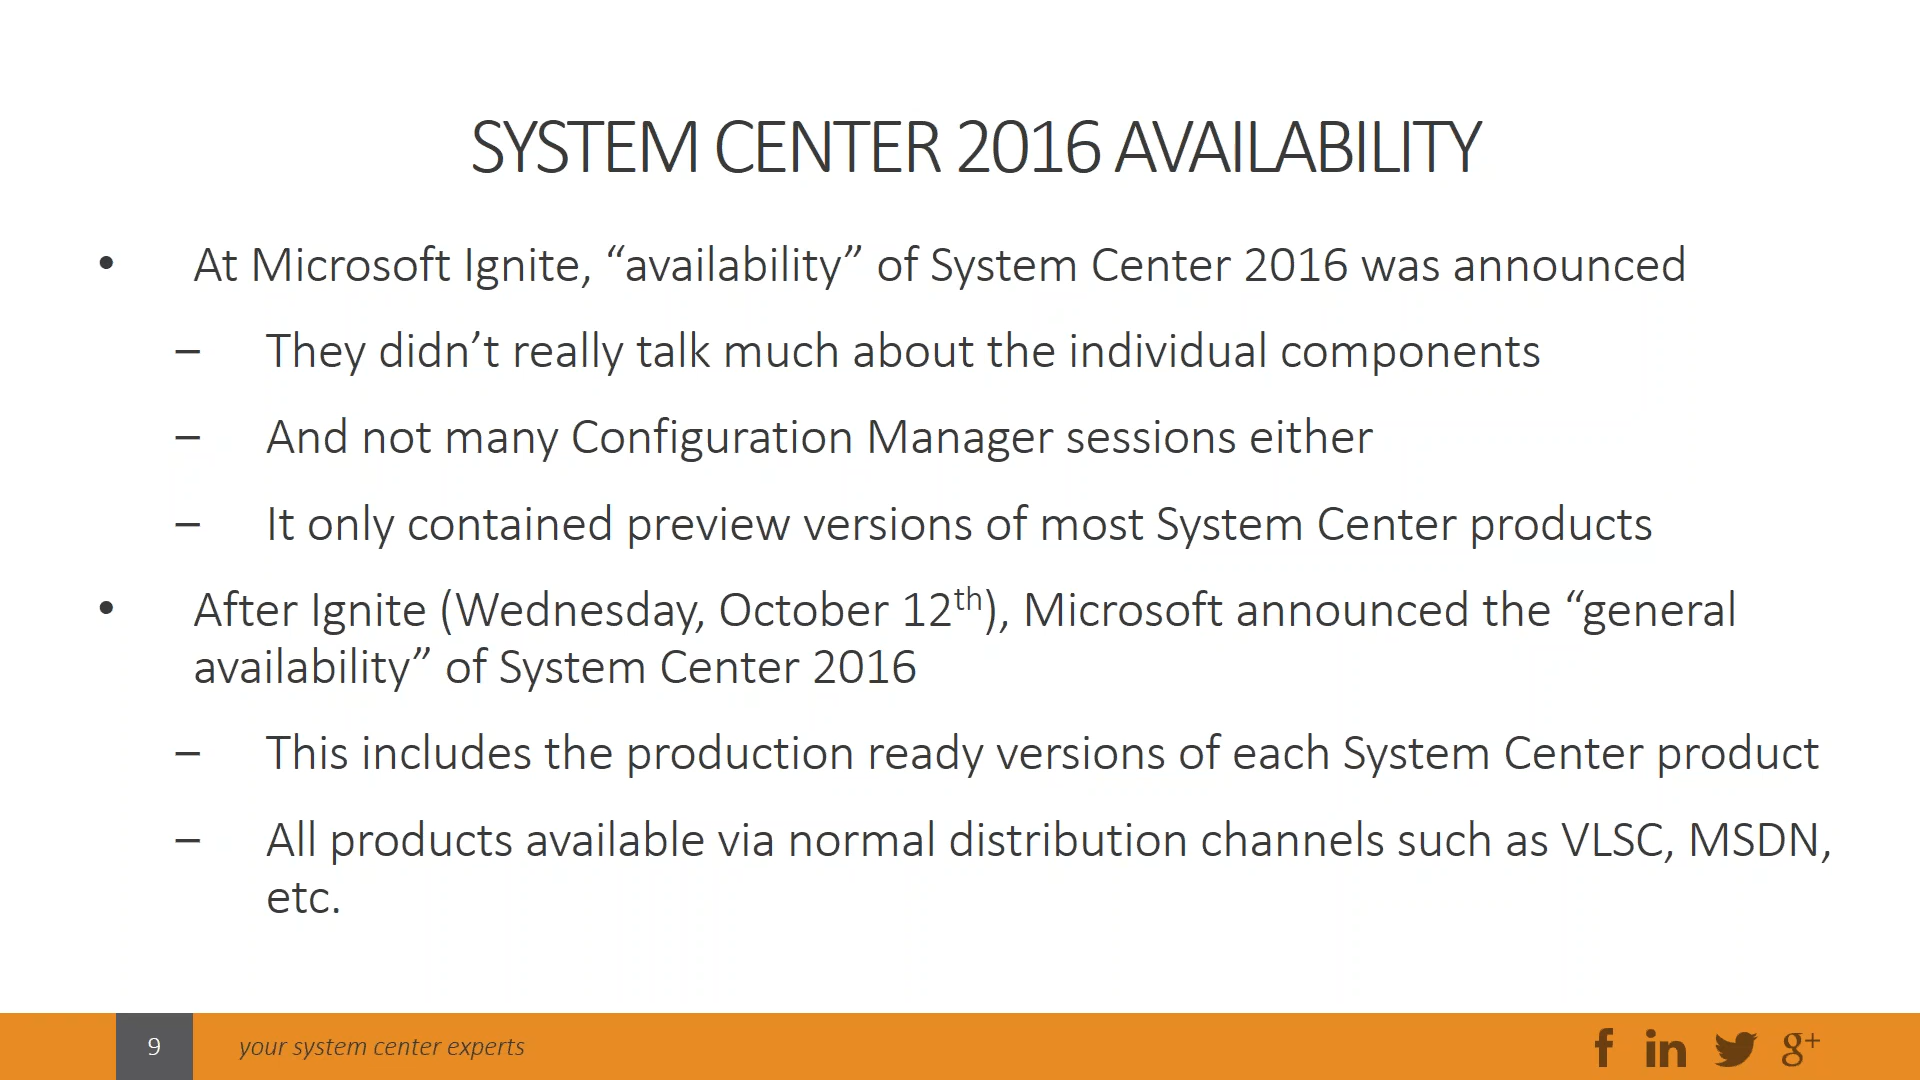 SYSTEM CENTER 2016 AVAILABILITY
• At Microsoft Ignite, “availability” of System Center 2016 was announced
– They didn’t really talk much about the individual components
– And not many Configuration Manager sessions either
– It only contained preview versions of most System Center products
• After Ignite (Wednesday, October 12th), Microsoft announced the “general
availability” of System Center 2016
– This includes the production ready versions of each System Center product
– All products available via normal distribution channels such as VLSC, MSDN,
etc.
9 your system center experts f in g+